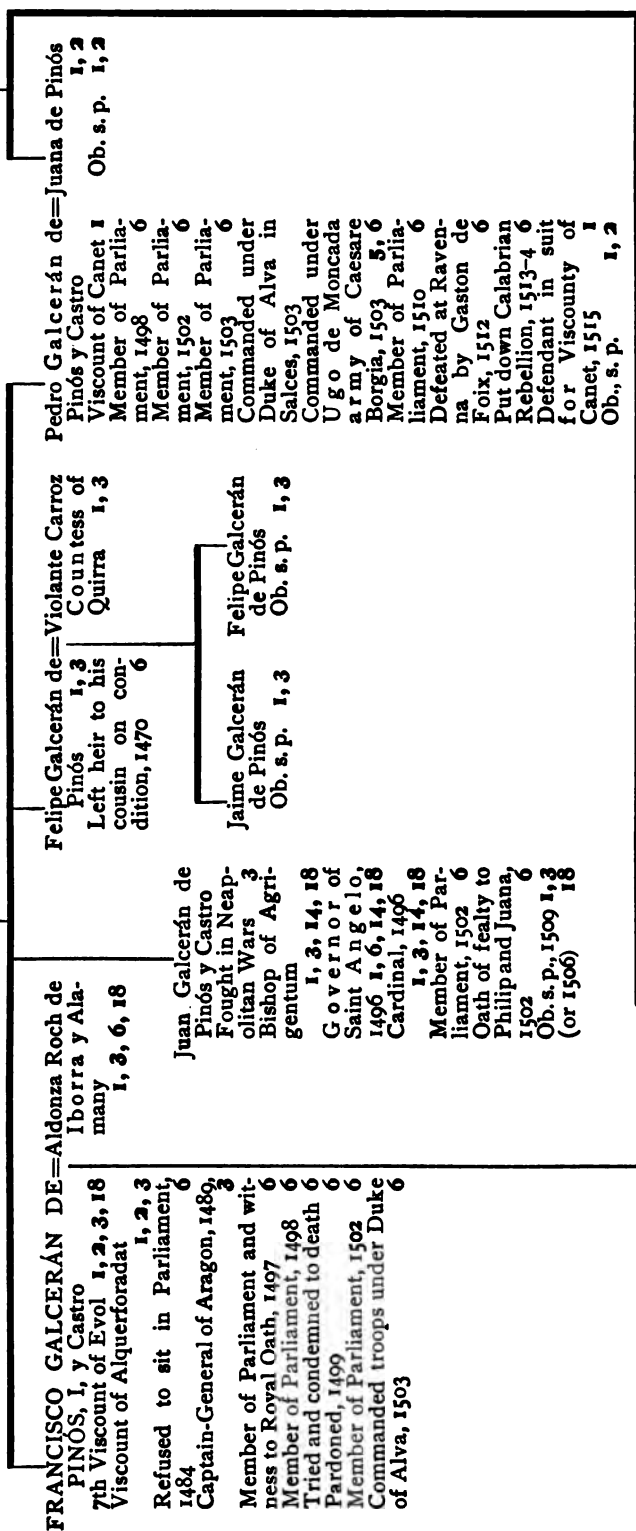 FRANCISCO GALCERÁN DE=Aldonza Roch de
PINÓS, I, y Castro
Iborra y Ala-
7th Viscount of Evol 1, 2, 3, 18
many
Viscount of Alquerforadat
1, 3, 6, 18
1, 2, 3
Refused to sit in Parliament,
1484 6
Captain-General of Aragon, 1489,
3
Member of Parliament and wit-
ness to Royal Oath, 1497 6
Member of Parliament, 1498 6
Tried and condemned to death 6
Pardoned, 1499 6
Member of Parliament, 1502 6
Commanded troops under Duke
of Alva, 1503 6
Juan Galcerán de
Pinós y Castro
Fought in Neap-
olitan Wars 3
Bishop of Agri-
gentum
1, 3, 14, 18
Governor of
Saint Angelo,
1496 1, 6, 14, 18
Cardinal, 1496
1, 3, 14, 18
Member of Par-
liament, 1502 6
Oath of fealty to
Philip and Juana,
1502 6
Ob. s. p., 1509 1, 3
(or 1506) 18
Felipe Galcerán de=Violante Carroz
Pinós 1, 3
Countess of
Left heir to his
Quirra 1, 3
cousin on con-
dition, 1470 6
Jaime Galcerán
de Pinós
Ob. s. p. 1, 3
Felipe Galcerán
de Pinós
Ob. s. p. 1, 3
Pedro Galcerán de=Juana de Pinós
Pinós y Castro
1, 2
Viscount of Canet 1
Ob. s. p. 1, 2
Member of Parlia-
ment, 1498 6
Member of Parlia-
ment, 1502 6
Member of Parlia-
ment, 1503 6
Commanded under
Duke of Alva in
Salces, 1503
Commanded under
Ugo de Moncada
army of Caesare
Borgia, 1503 5, 6
Member of Parlia-
liament, 1510 6
Defeated at Raven-
na by Gaston de
Foix, 1512 6
Put down Calabrian
Rebellion, 1513-4 6
Defendant in suit
for Viscounty of
Canet, 1515 1
Ob., s. p. 1, 2